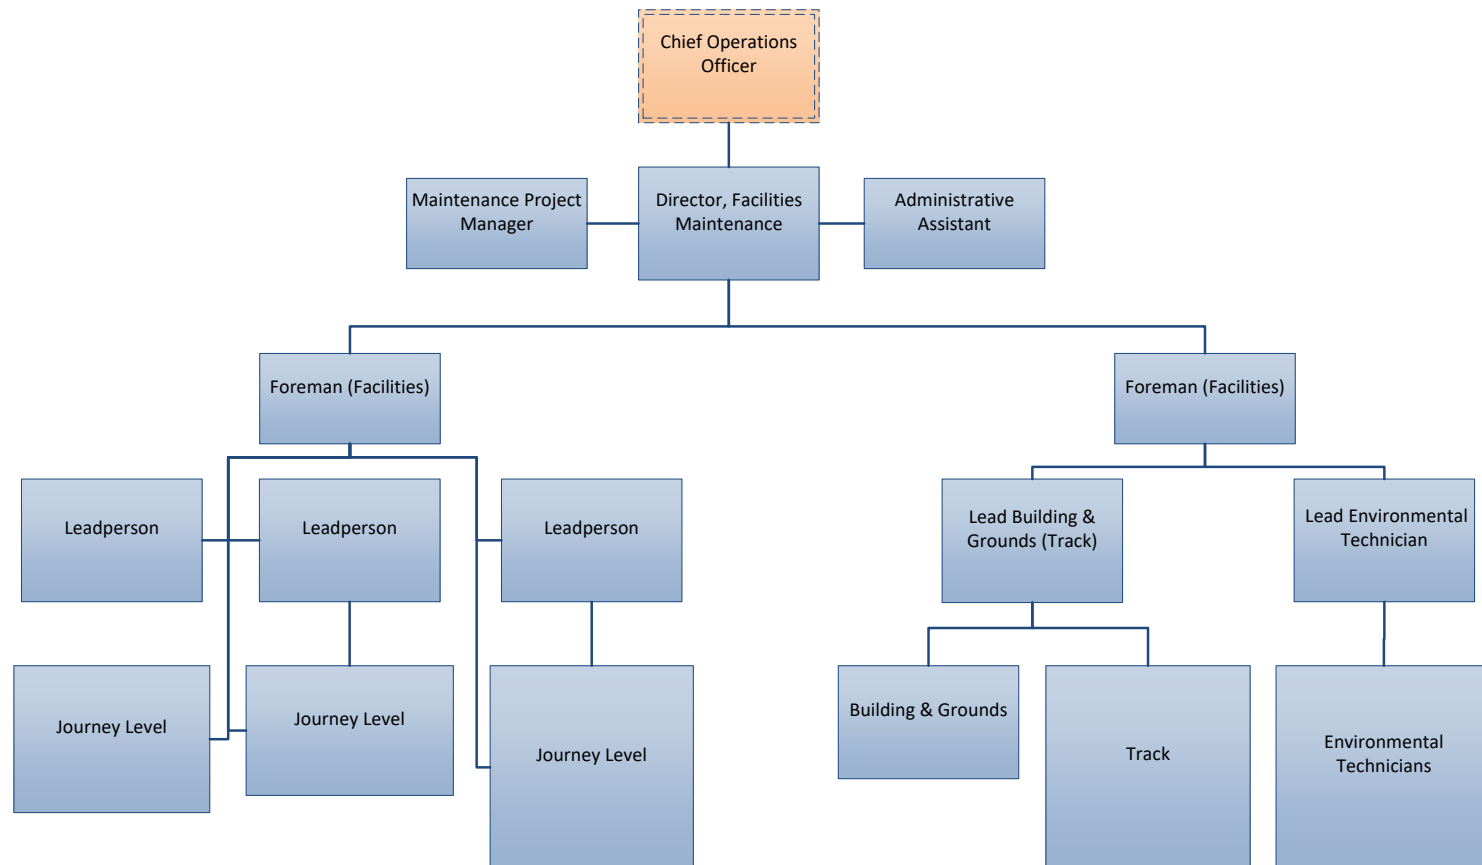 Chief Operations
Officer
Maintenance Project
Manager
Director, Facilities
Maintenance
Administrative
Assistant
Foreman (Facilities)
Foreman (Facilities)
Leadperson
Leadperson
Leadperson
Lead Building &
Grounds (Track)
Lead Environmental
Technician
Journey Level
Journey Level
Journey Level
Building & Grounds
Track
Environmental
Technicians